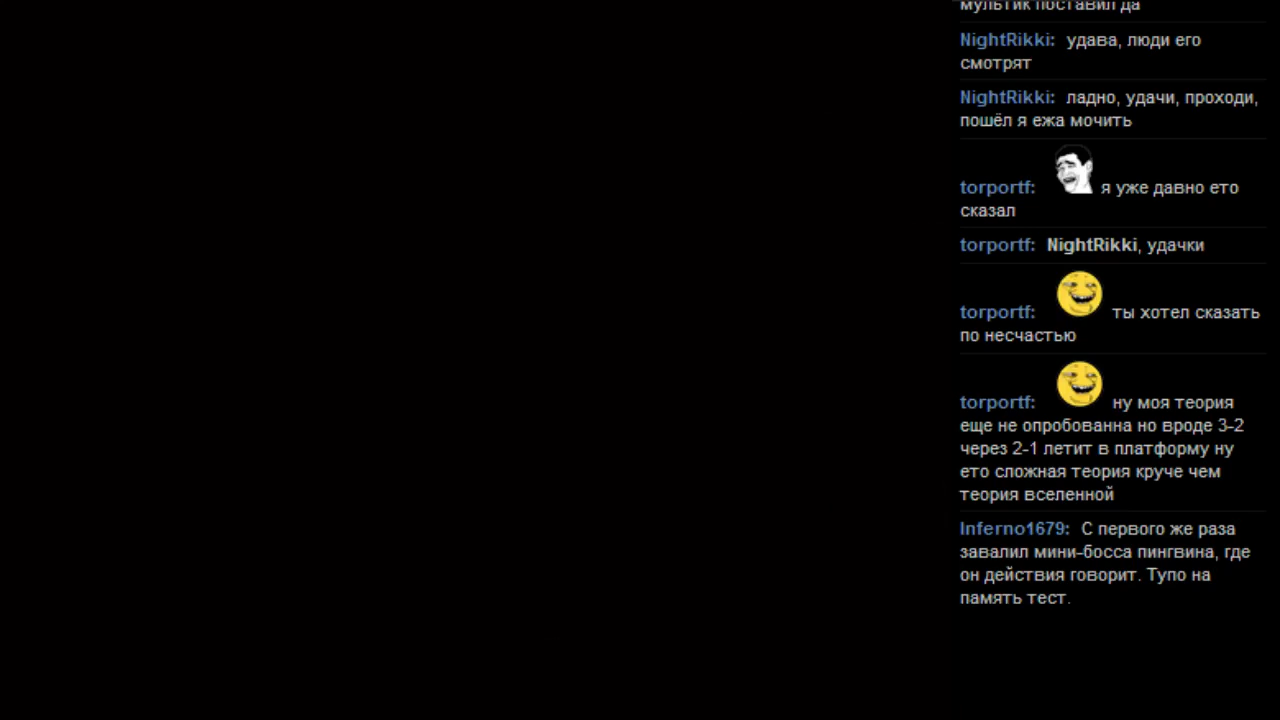 мультик поставил да
NightRikki: удава, люди его
смотрят
NightRikki: ладно, удачи, проходи,
пошёл я ежа мочить
torportf: я уже давно ето
сказал
torportf: NightRikki, удачки
torportf: ты хотел сказать
по несчастью
torportf: ну моя теория
еще не опробованна но вроде 3-2
через 2-1 летит в платформу ну
ето сложная теория круче чем
теория вселенной
Inferno1679: С первого же раза
завалил мини-босса пингвина, где
он действия говорит. Тупо на
память тест.